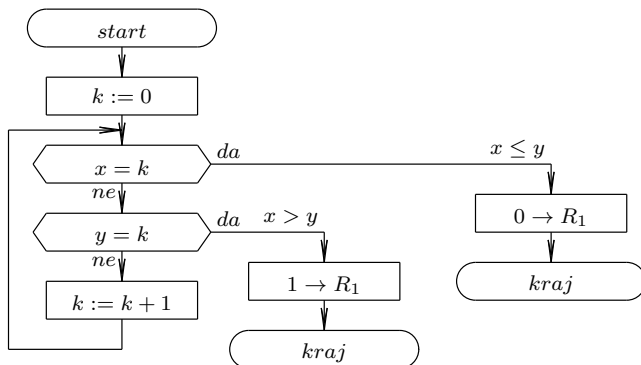 start
k := 0
x = k
da
x ≤ y
ne
0 → R₁
y = k
da
x > y
ne
1 → R₁
kraj
k := k + 1
kraj